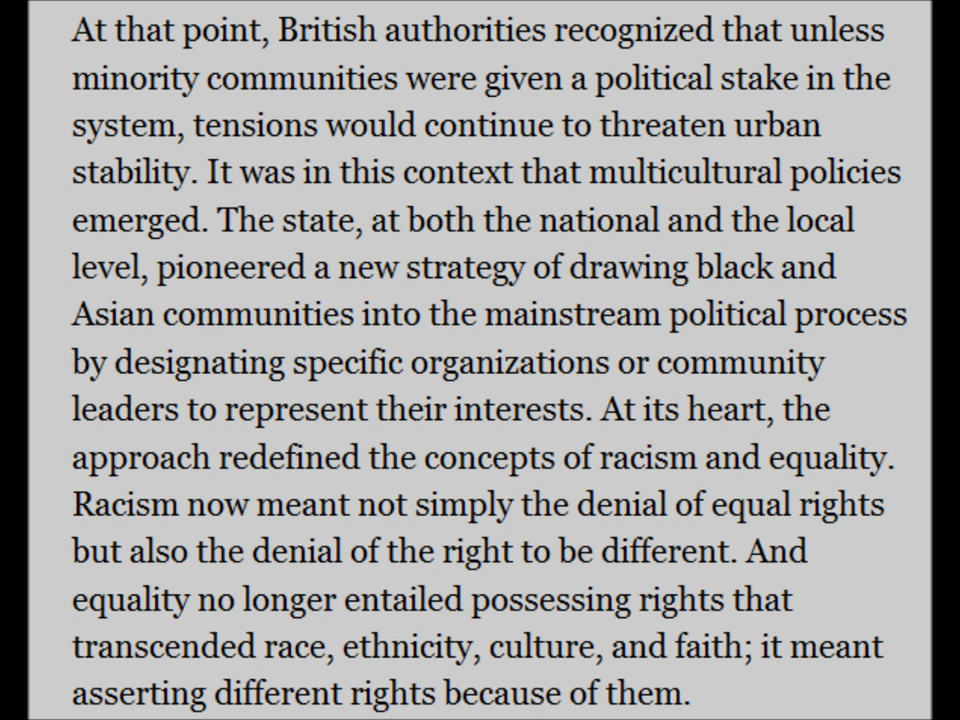 At that point, British authorities recognized that unless
minority communities were given a political stake in the
system, tensions would continue to threaten urban
stability. It was in this context that multicultural policies
emerged. The state, at both the national and the local
level, pioneered a new strategy of drawing black and
Asian communities into the mainstream political process
by designating specific organizations or community
leaders to represent their interests. At its heart, the
approach redefined the concepts of racism and equality.
Racism now meant not simply the denial of equal rights
but also the denial of the right to be different. And
equality no longer entailed possessing rights that
transcended race, ethnicity, culture, and faith; it meant
asserting different rights because of them.